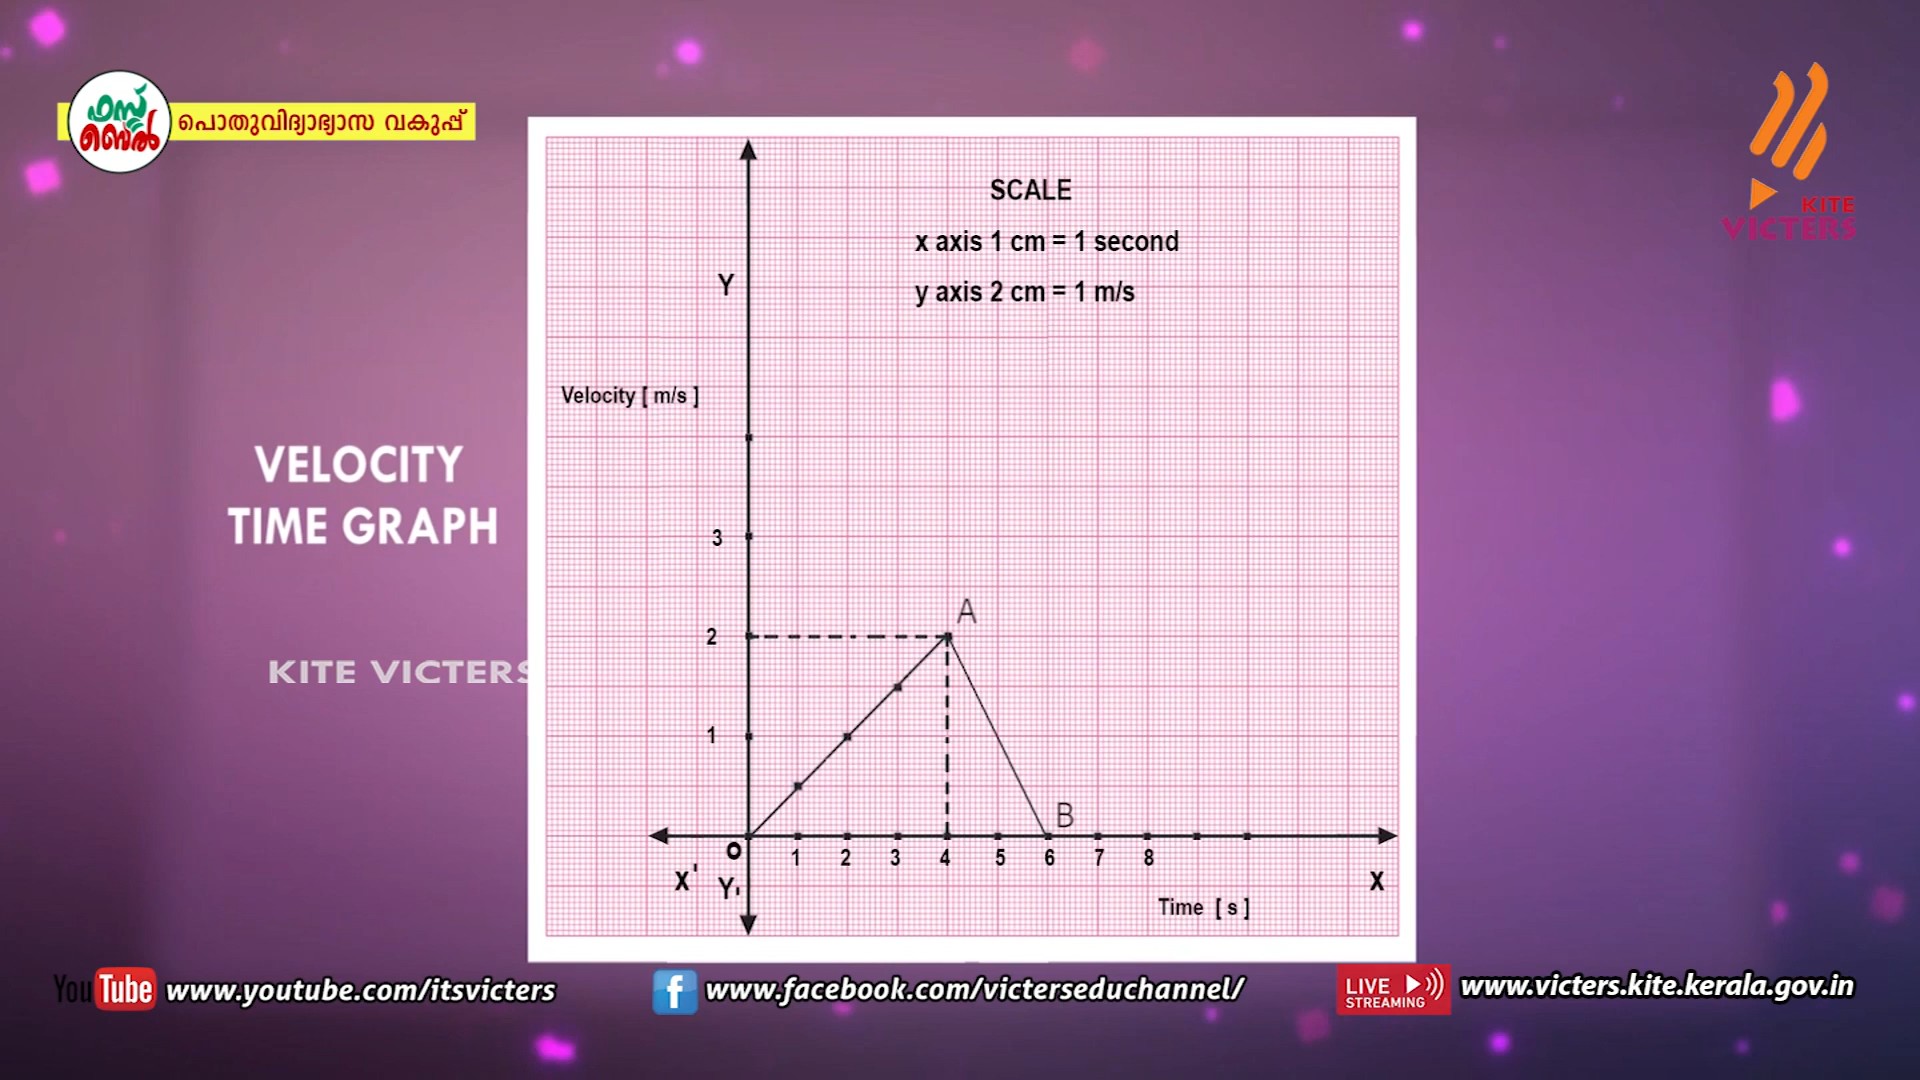 ഫസ്റ്റ്
ബെൽ
പൊതുവിദ്യാഭ്യാസ വകുപ്പ്
KITE
VICTERS
SCALE
x axis 1 cm = 1 second
y axis 2 cm = 1 m/s
Y
Velocity [ m/s ]
VELOCITY
TIME GRAPH
KITE VICTERS
3
2
A
1
B
O
1 2 3 4 5 6 7 8
X' Y' X
Time [ s ]
YouTube www.youtube.com/itsvicters
f www.facebook.com/victerseduchannel/
LIVE
STREAMING
www.victers.kite.kerala.gov.in